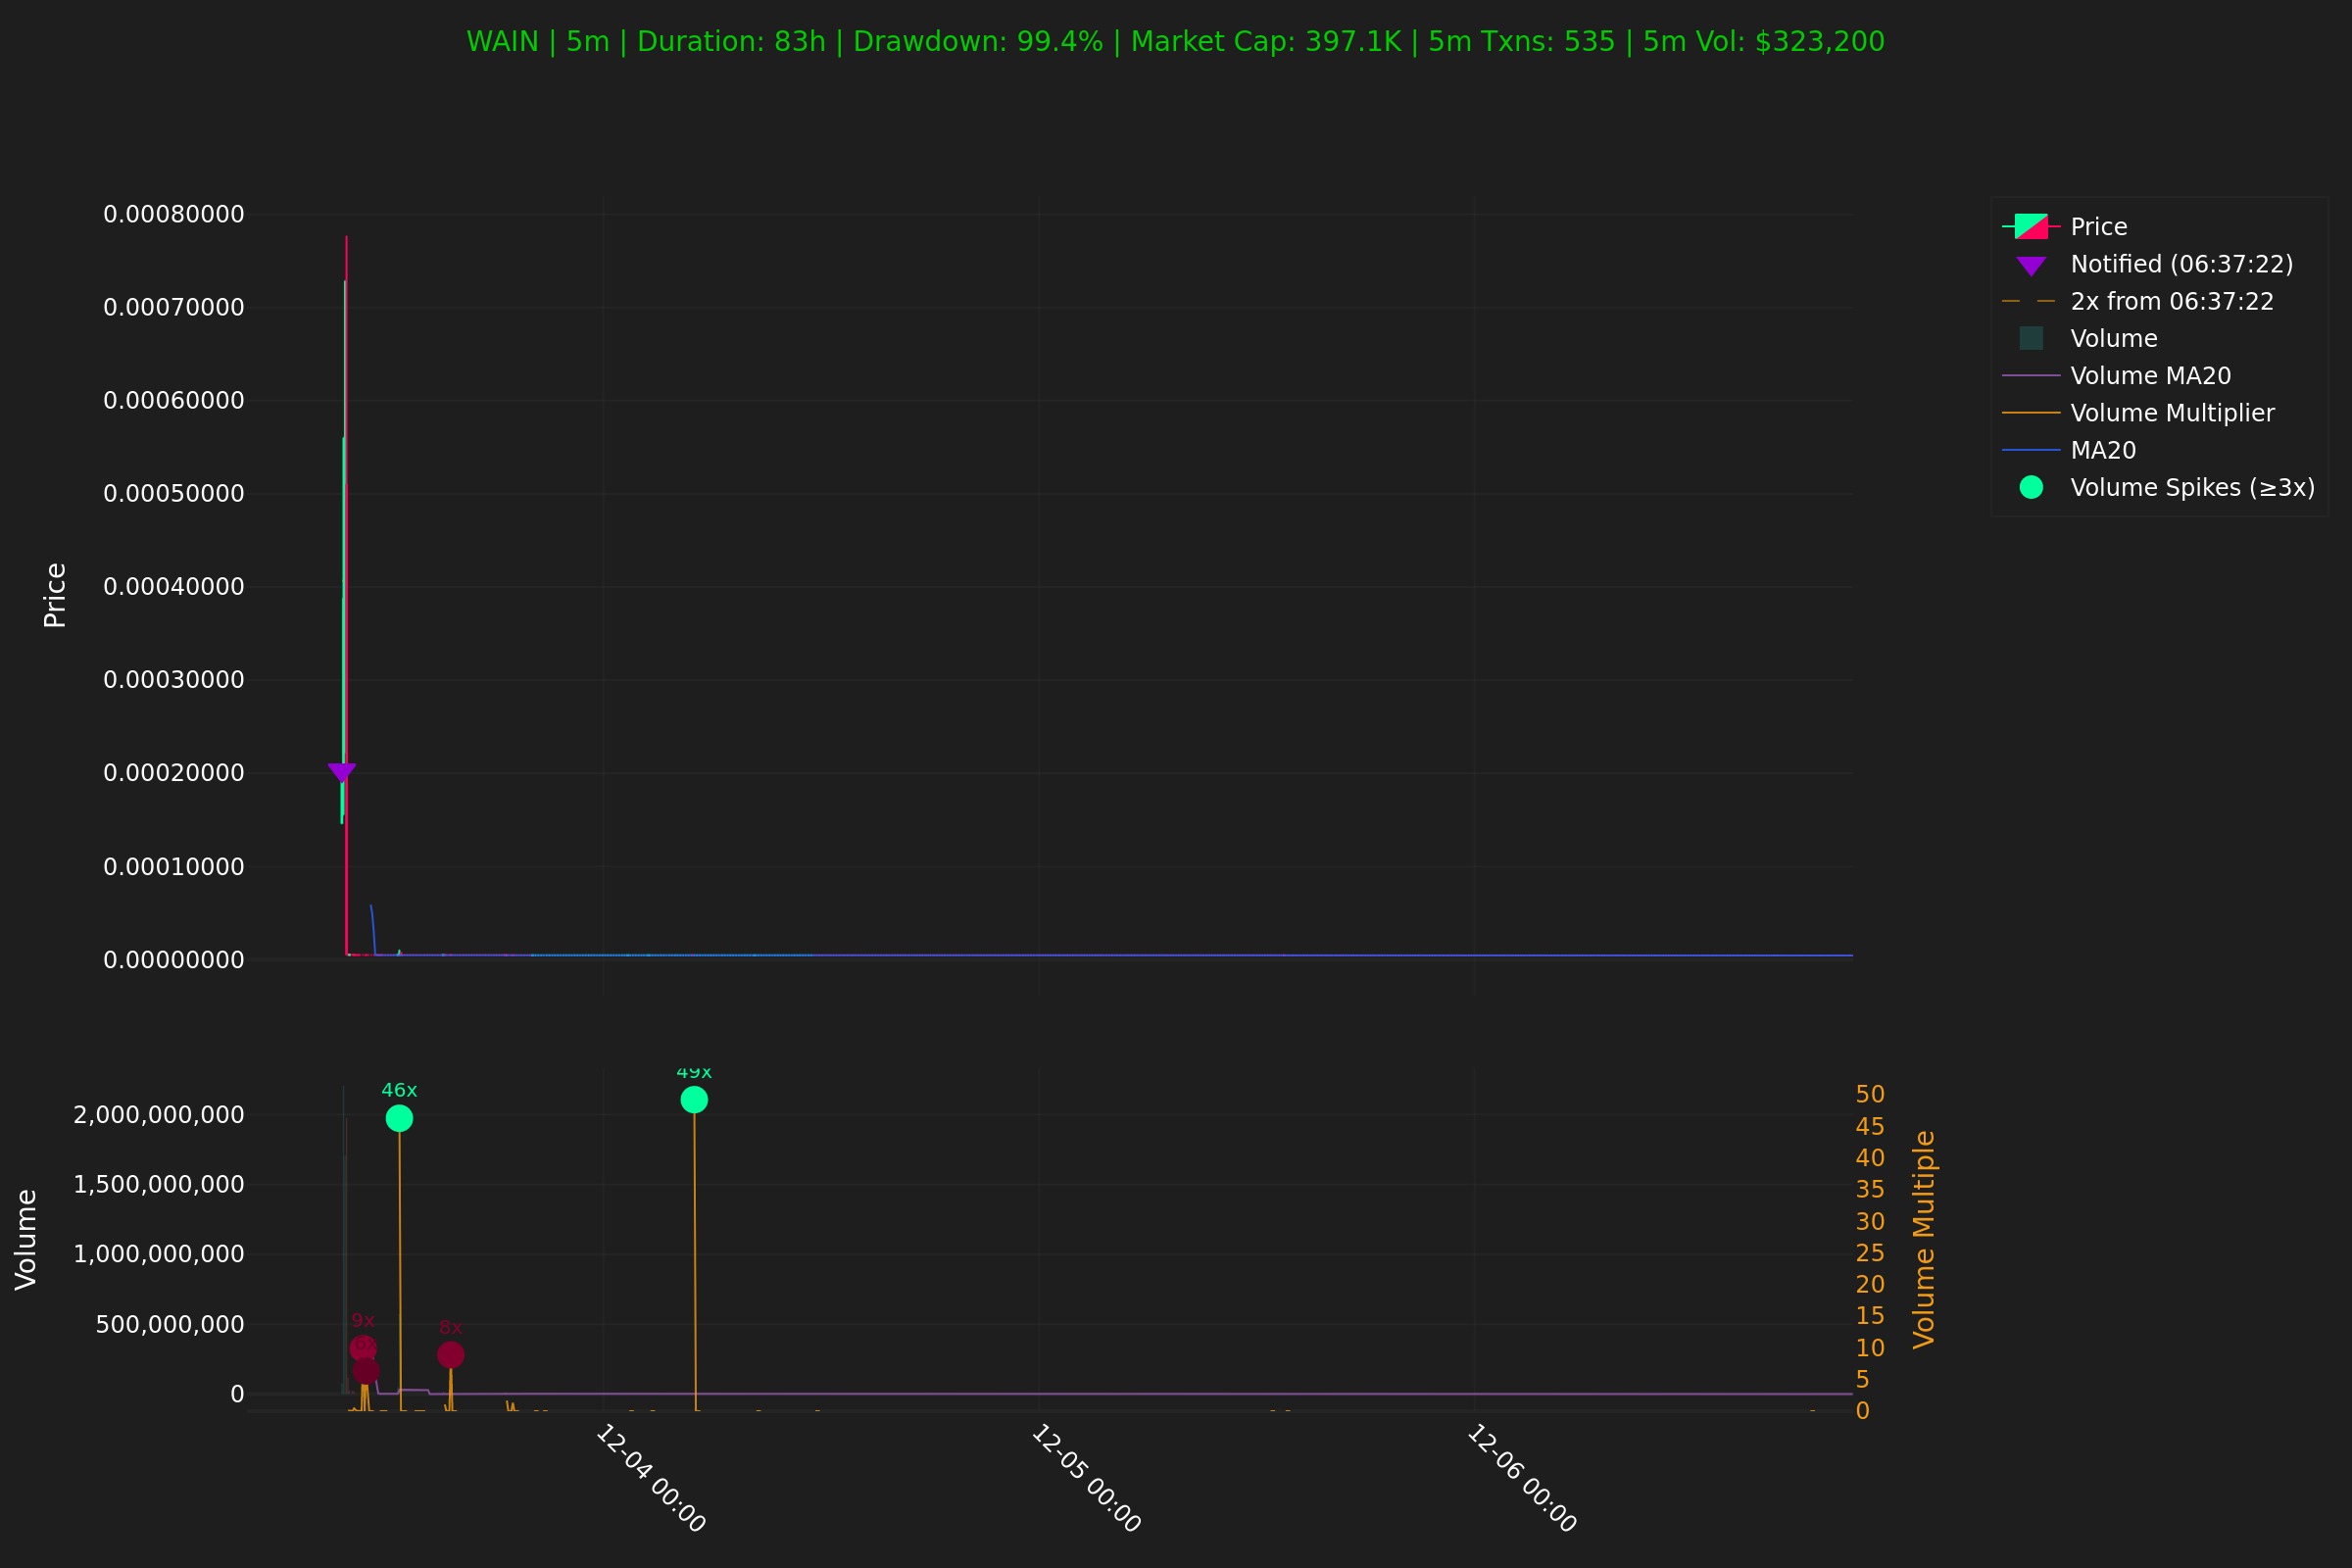 WAIN | 5m | Duration: 83h | Drawdown: 99.4% | Market Cap: 397.1K | 5m Txns: 535 | 5m Vol: $323,200
Price
0.00080000
0.00070000
0.00060000
0.00050000
0.00040000
0.00030000
0.00020000
0.00010000
0.00000000
Price
Notified (06:37:22)
2x from 06:37:22
Volume
Volume MA20
Volume Multiplier
MA20
Volume Spikes (≥3x)
Volume
2,000,000,000
1,500,000,000
1,000,000,000
500,000,000
0
46x
49x
9x
8x
50
45
40
35
30
25
20
15
10
5
0
Volume Multiple
12-04 00:00
12-05 00:00
12-06 00:00